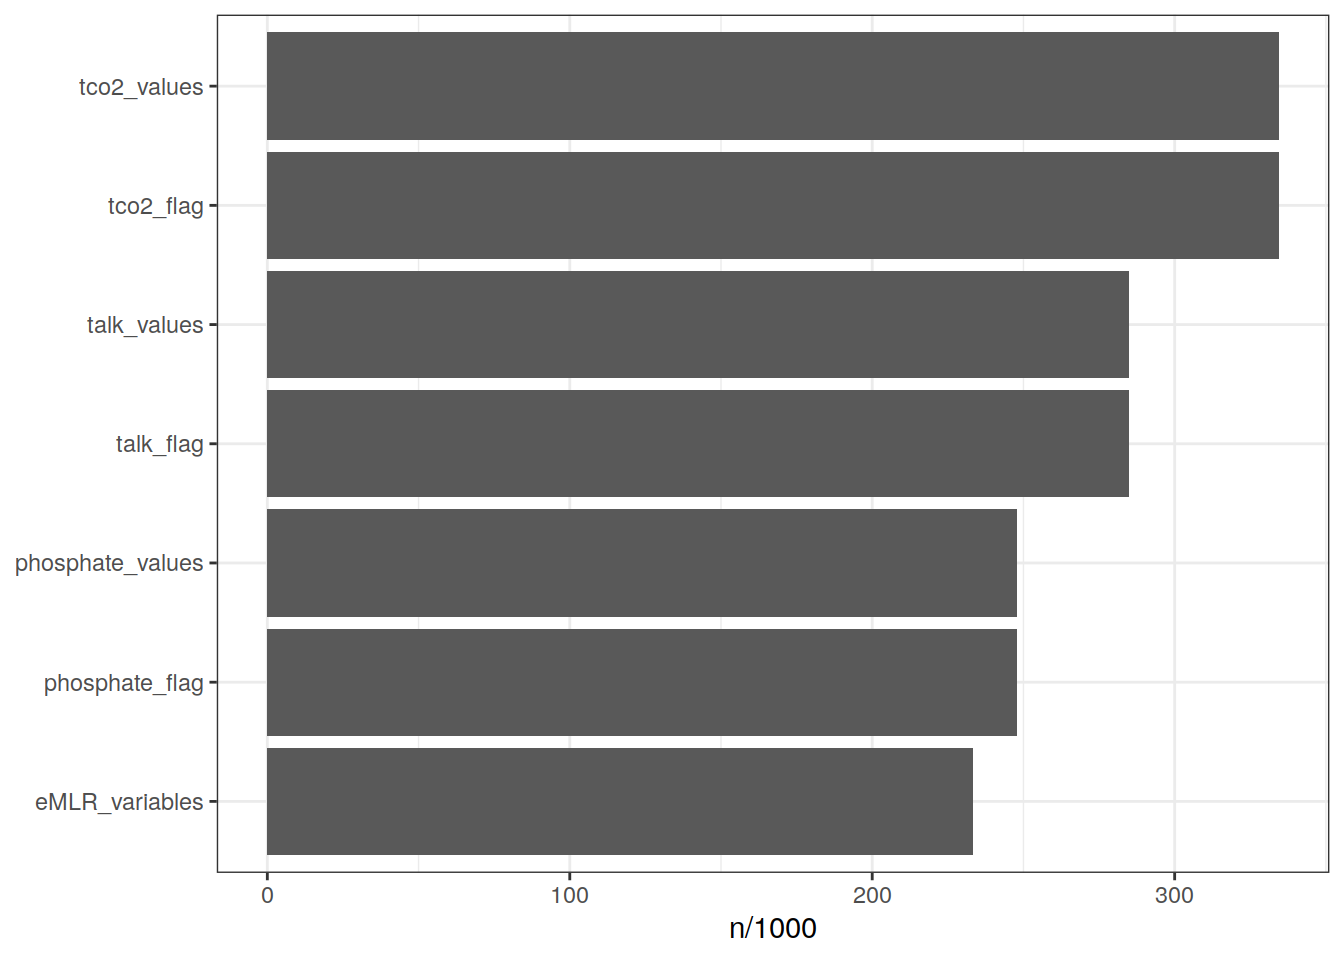 tco2_values
tco2_flag
talk_values
talk_flag
phosphate_values
phosphate_flag
eMLR_variables
0 100 200 300
n/1000